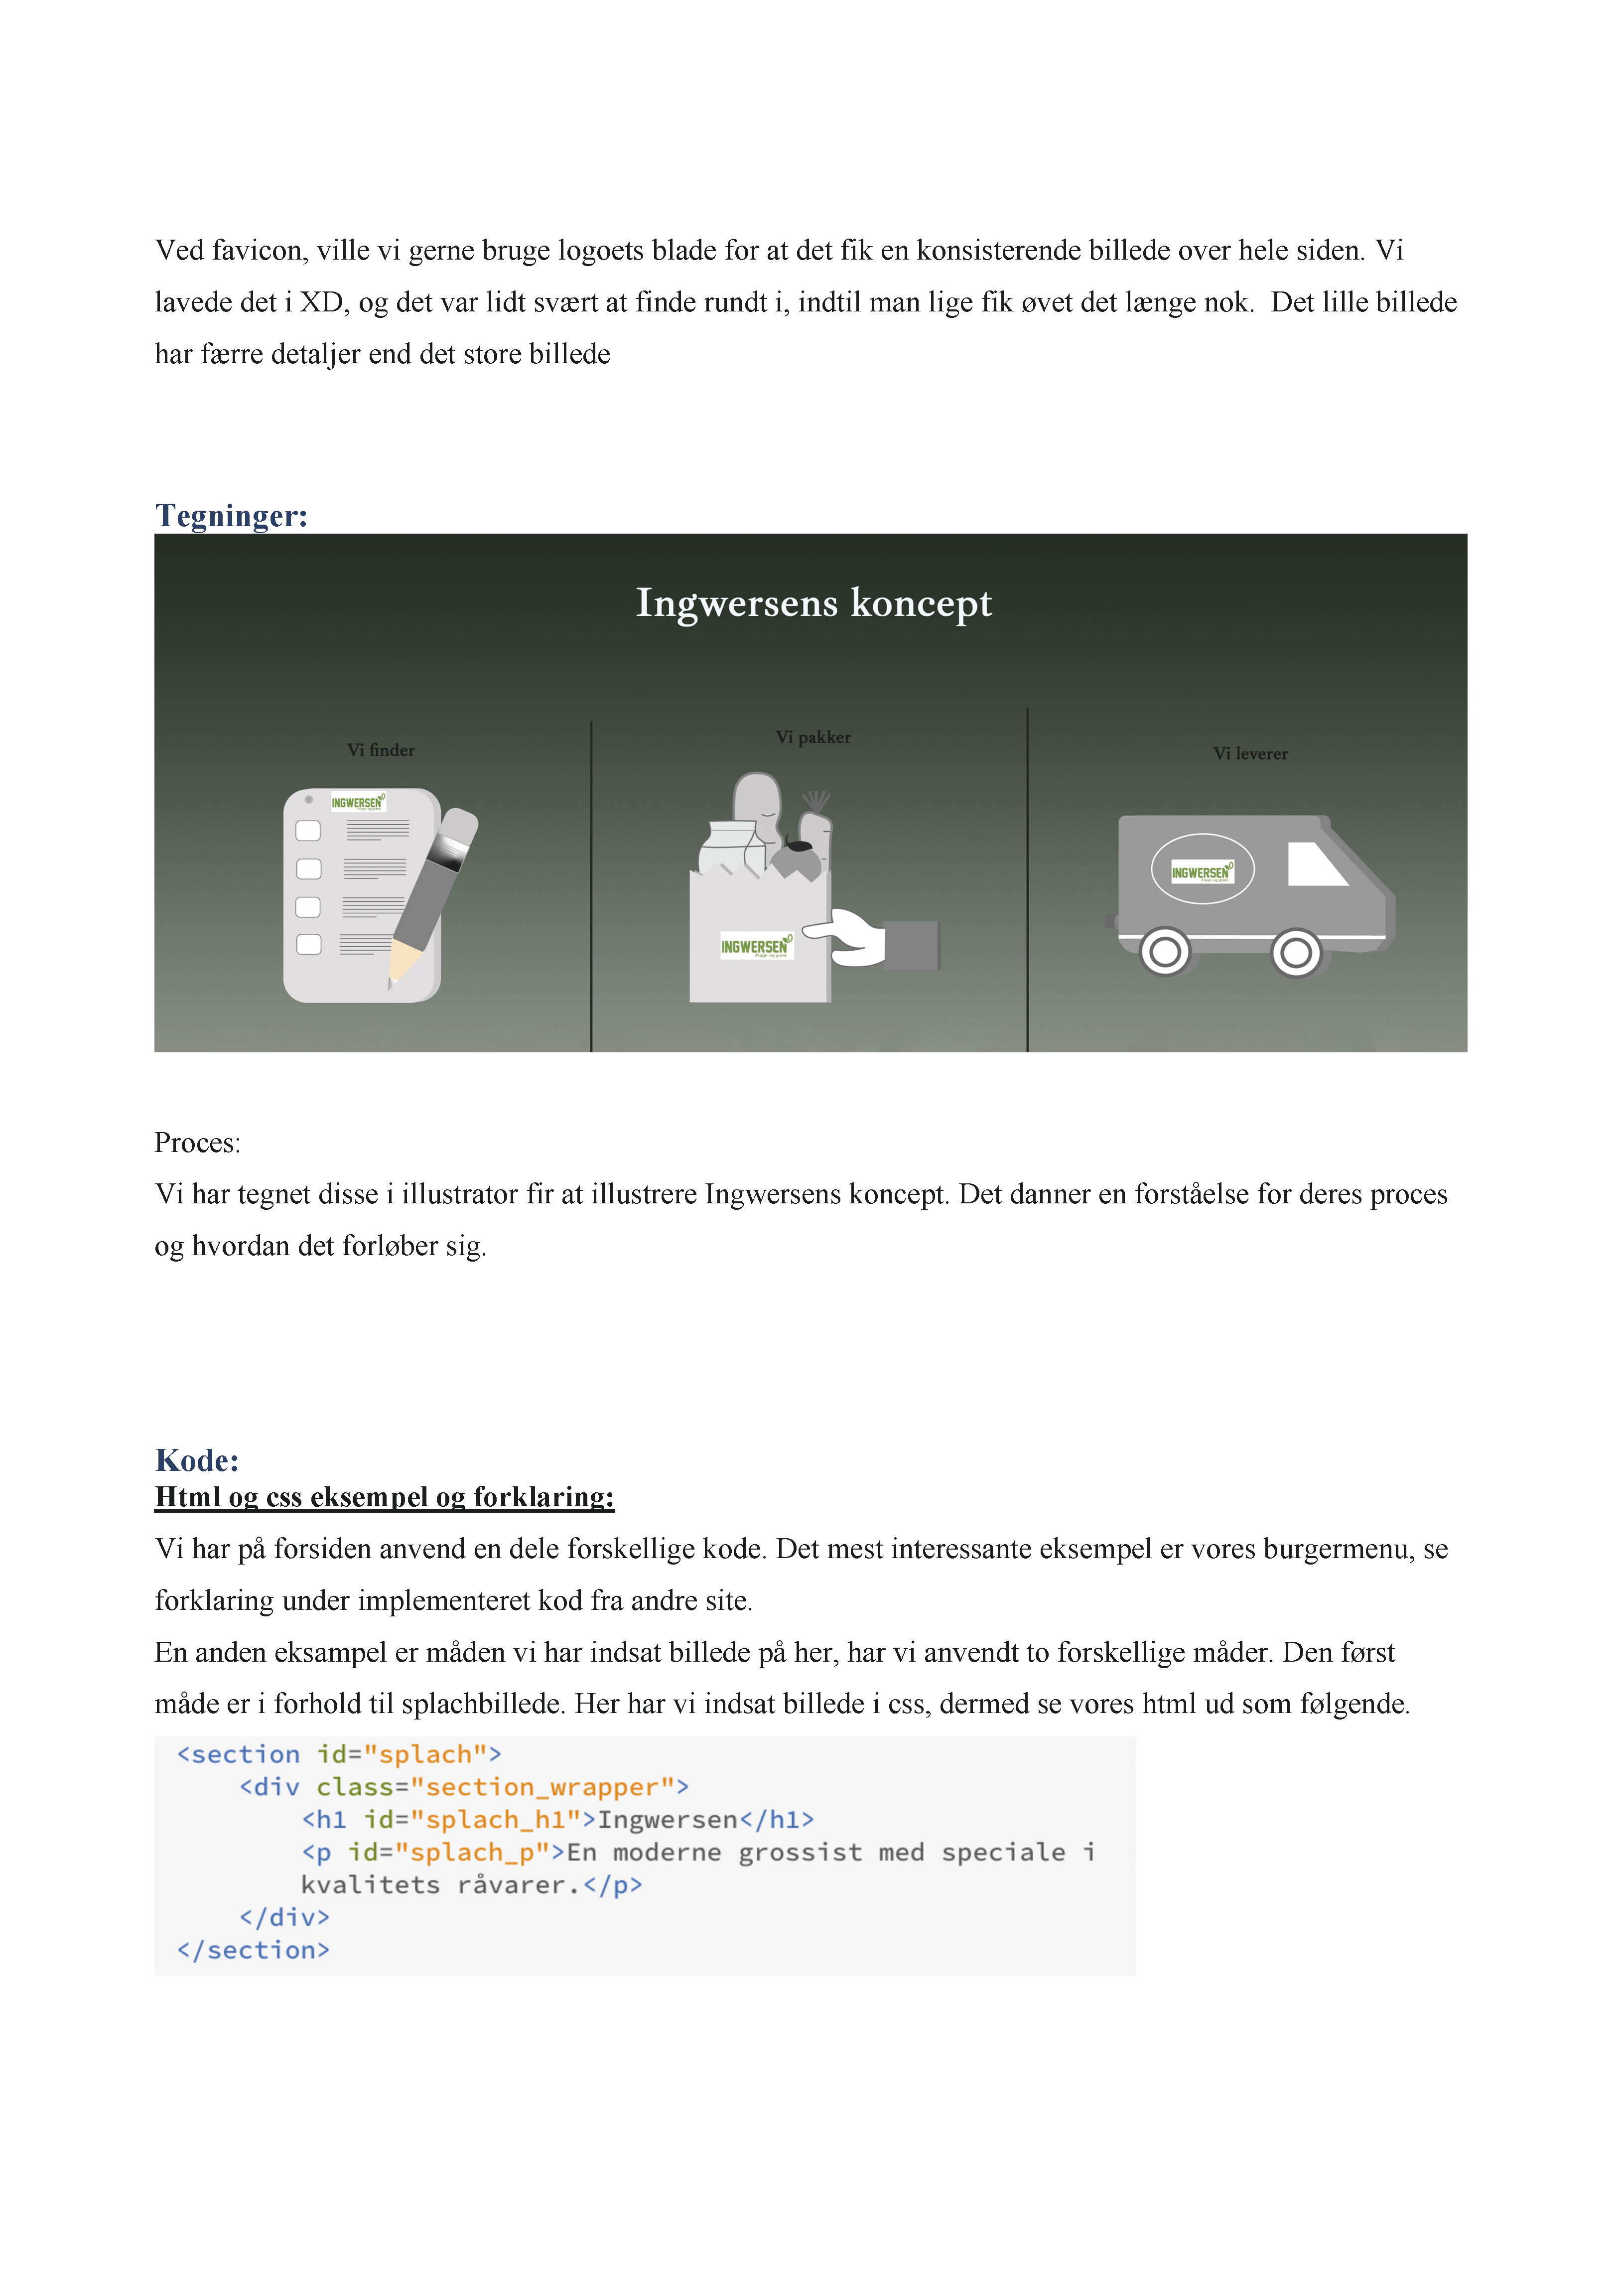 Ved favicon, ville vi gerne bruge logoets blade for at det fik en konsisterende billede over hele siden. Vi
lavede det i XD, og det var lidt svært at finde rundt i, indtil man lige fik øvet det længe nok.  Det lille billede
har færre detaljer end det store billede
Tegninger:
Ingwersens koncept
Vi finder
Vi pakker
Vi leverer
INGWERSEN
INGWERSEN
INGWERSEN
Proces:
Vi har tegnet disse i illustrator fir at illustrere Ingwersens koncept. Det danner en forståelse for deres proces
og hvordan det forløber sig.
Kode:
Html og css eksempel og forklaring:
Vi har på forsiden anvend en dele forskellige kode. Det mest interessante eksempel er vores burgermenu, se
forklaring under implementeret kod fra andre site.
En anden eksampel er måden vi har indsat billede på her, har vi anvendt to forskellige måder. Den først
måde er i forhold til splachbillede. Her har vi indsat billede i css, dermed se vores html ud som følgende.
<section id="splach">
<div class="section_wrapper">
<h1 id="splach_h1">Ingwersen</h1>
<p id="splach_p">En moderne grossist med speciale i
kvalitets råvarer.</p>
</div>
</section>